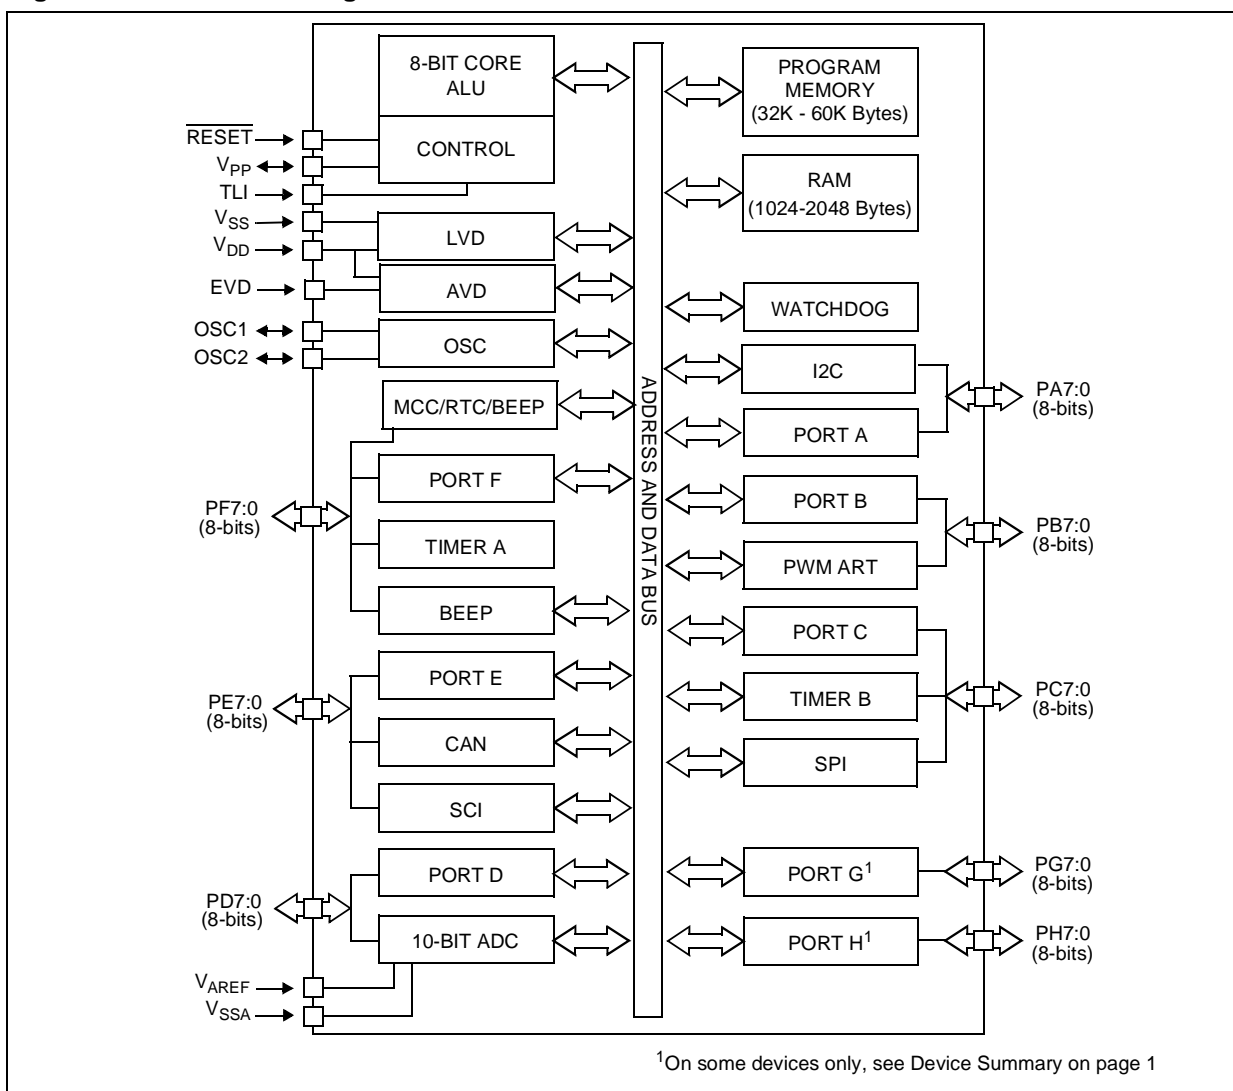 8-BIT CORE
ALU
CONTROL
RESET
VPP
TLI
VSS
VDD
EVD
OSC1
OSC2
LVD
AVD
OSC
MCC/RTC/BEEP
PORT F
TIMER A
BEEP
PF7:0
(8-bits)
PORT E
CAN
SCI
PE7:0
(8-bits)
PORT D
10-BIT ADC
PD7:0
(8-bits)
VAREF
VSSA
ADDRESS AND DATA BUS
PROGRAM
MEMORY
(32K - 60K Bytes)
RAM
(1024-2048 Bytes)
WATCHDOG
I2C
PORT A
PA7:0
(8-bits)
PORT B
PWM ART
PB7:0
(8-bits)
PORT C
TIMER B
SPI
PC7:0
(8-bits)
PORT G1
PG7:0
(8-bits)
PORT H1
PH7:0
(8-bits)
1On some devices only, see Device Summary on page 1